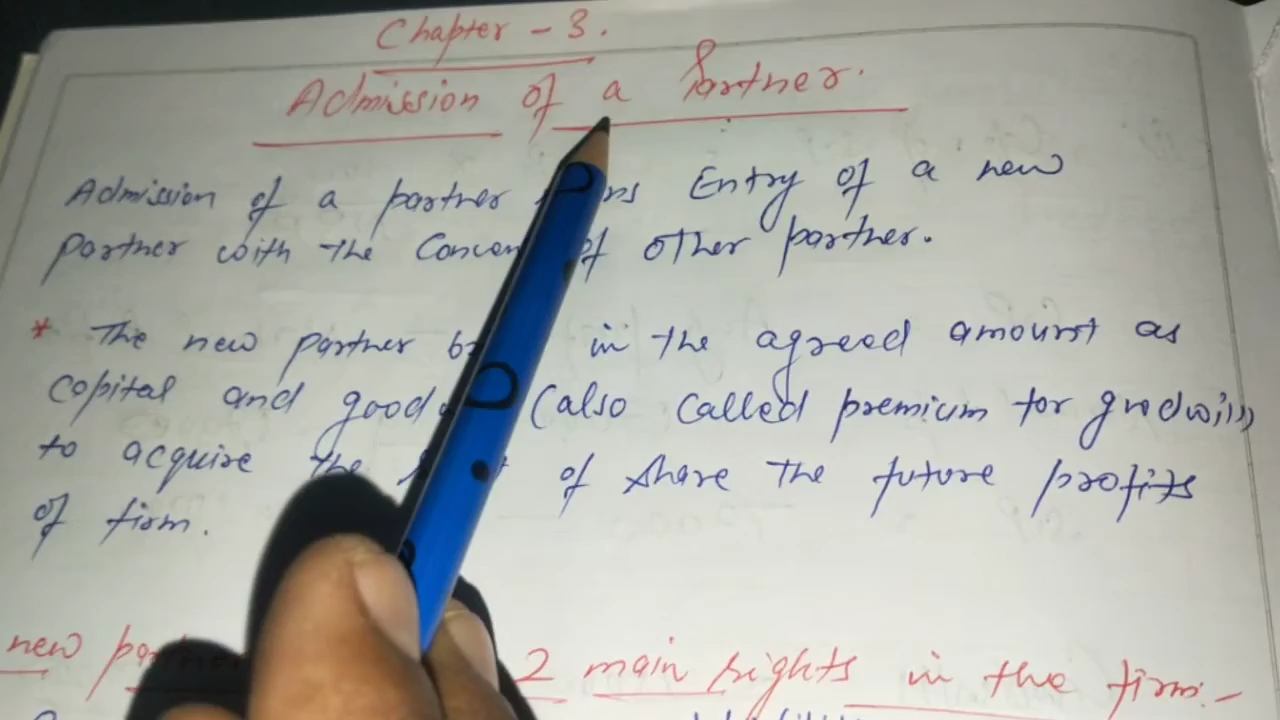 Chapter - 3.
Admission of a Partner.
Admission of a partner Entry of a new
partner with the of other partner.
* The new partner in the agreed amount as
capital and (also called premium for goodwill)
to acquire the of share the future profits
of firm.
new 2 main rights in the firm. -